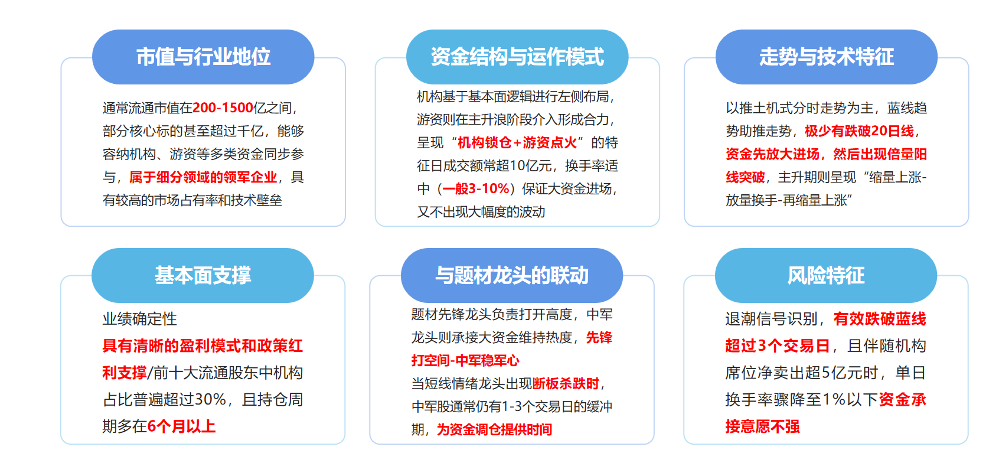 市值与行业地位
通常流通市值在200-1500亿之间，
部分核心标的甚至超过千亿，能够
容纳机构、游资等多类资金同步参
与，属于细分领域的领军企业，具
有较高的市场占有率和技术壁垒
资金结构与运作模式
机构基于基本面逻辑进行左侧布局，
游资则在主升浪阶段介入形成合力，
呈现“机构锁仓+游资点火”的特
征日成交额常超10亿元，换手率适
中（一般3-10%）保证大资金进场，
又不出现大幅度的波动
走势与技术特征
以推土机式分时走势为主，蓝线趋
势助推走势，极少有跌破20日线，
资金先放大进场，然后出现倍量阳
线突破，主升期则呈现“缩量上涨-
放量换手-再缩量上涨”
基本面支撑
业绩确定性
具有清晰的盈利模式和政策红
利支撑/前十大流通股东中机构
占比普遍超过30%，且持仓周
期多在6个月以上
与题材龙头的联动
题材先锋龙头负责打开高度，中军
龙头则承接大资金维持热度，先锋
打空间-中军稳军心
当短线情绪龙头出现断板杀跌时，
中军股通常仍有1-3个交易日的缓冲
期，为资金调仓提供时间
风险特征
退潮信号识别，有效跌破蓝线
超过3个交易日，且伴随机构
席位净卖出超5亿元时，单日
换手率骤降至1%以下资金承
接意愿不强